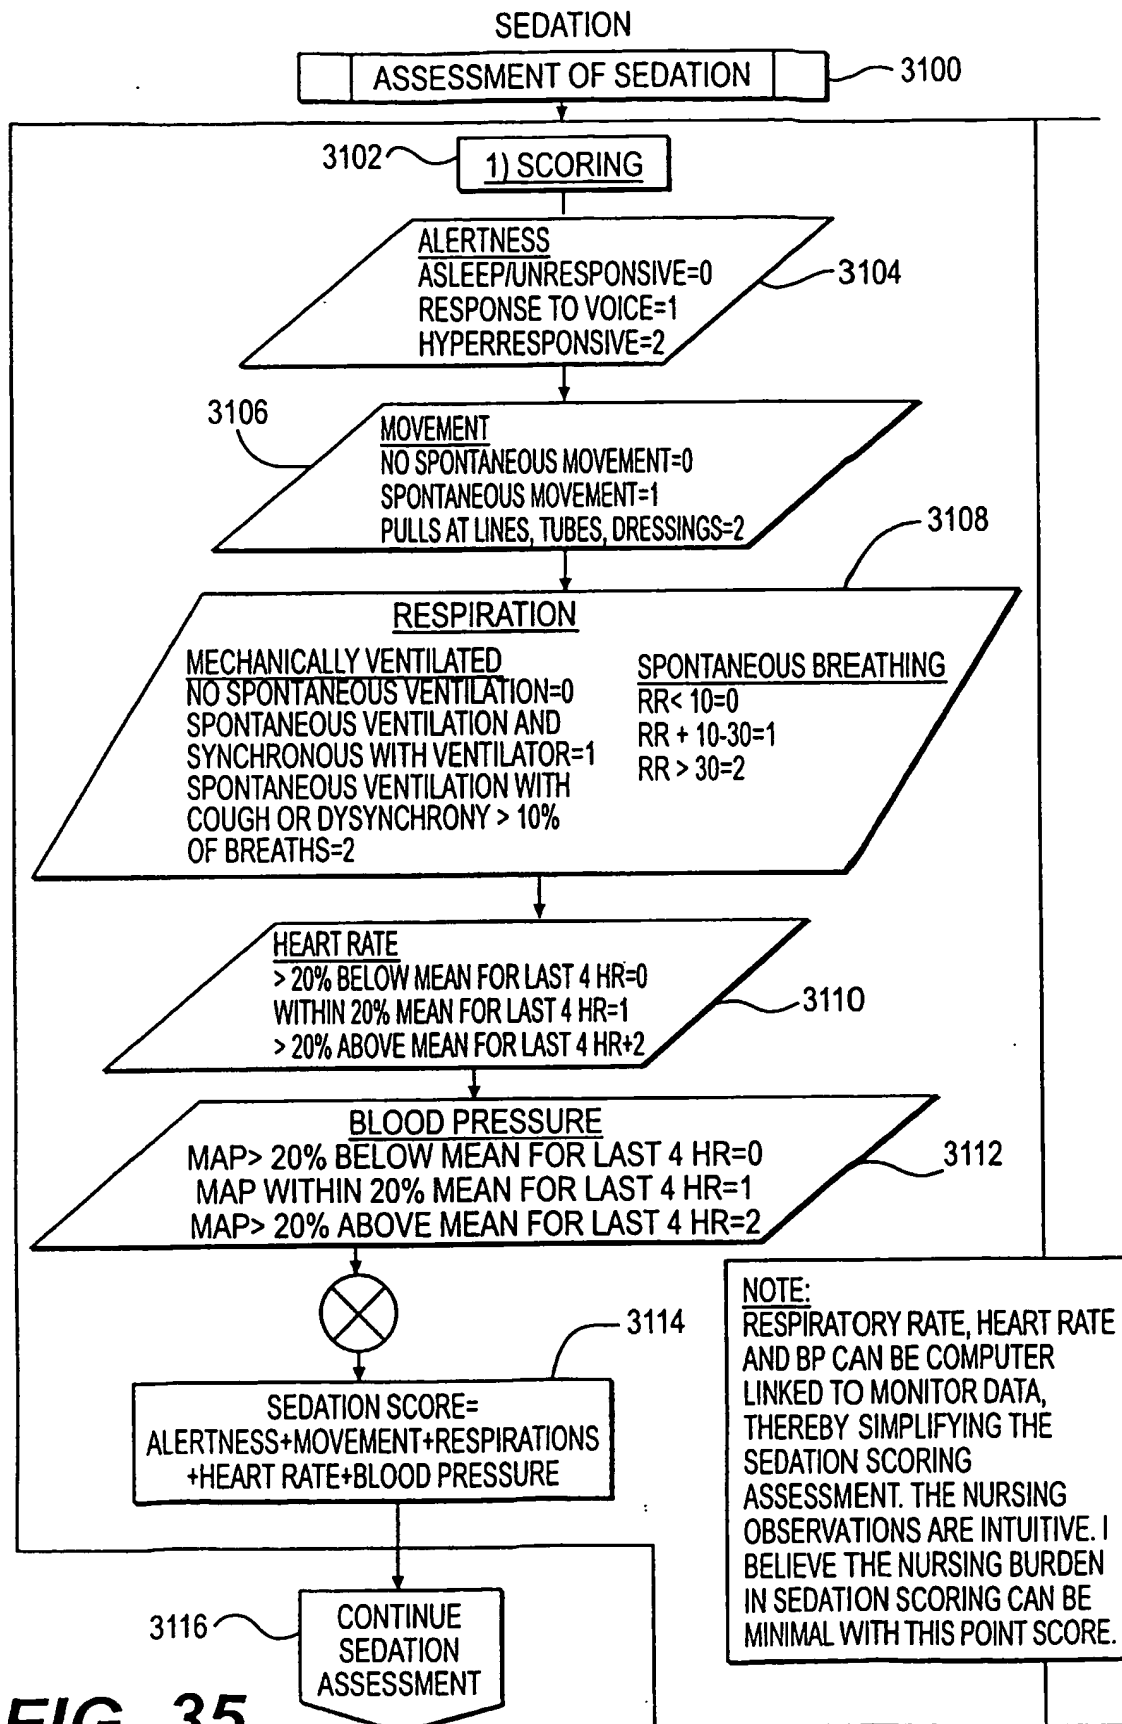 SEDATION
ASSESSMENT OF SEDATION
3100
3102
1) SCORING
ALERTNESS
ASLEEP/UNRESPONSIVE=0
RESPONSE TO VOICE=1
HYPERRESPONSIVE=2
3104
3106
MOVEMENT
NO SPONTANEOUS MOVEMENT=0
SPONTANEOUS MOVEMENT=1
PULLS AT LINES, TUBES, DRESSINGS=2
3108
RESPIRATION
MECHANICALLY VENTILATED
NO SPONTANEOUS VENTILATION=0
SPONTANEOUS VENTILATION AND
SYNCHRONOUS WITH VENTILATOR=1
SPONTANEOUS VENTILATION WITH
COUGH OR DYSYNCHRONY > 10%
OF BREATHS=2
SPONTANEOUS BREATHING
RR< 10=0
RR + 10-30=1
RR > 30=2
HEART RATE
> 20% BELOW MEAN FOR LAST 4 HR=0
WITHIN 20% MEAN FOR LAST 4 HR=1
> 20% ABOVE MEAN FOR LAST 4 HR+2
3110
BLOOD PRESSURE
MAP> 20% BELOW MEAN FOR LAST 4 HR=0
MAP WITHIN 20% MEAN FOR LAST 4 HR=1
MAP> 20% ABOVE MEAN FOR LAST 4 HR=2
3112
3114
SEDATION SCORE=
ALERTNESS+MOVEMENT+RESPIRATIONS
+HEART RATE+BLOOD PRESSURE
NOTE:
RESPIRATORY RATE, HEART RATE
AND BP CAN BE COMPUTER
LINKED TO MONITOR DATA,
THEREBY SIMPLIFYING THE
SEDATION SCORING
ASSESSMENT. THE NURSING
OBSERVATIONS ARE INTUITIVE. I
BELIEVE THE NURSING BURDEN
IN SEDATION SCORING CAN BE
MINIMAL WITH THIS POINT SCORE.
3116
CONTINUE
SEDATION
ASSESSMENT
FIG. 35